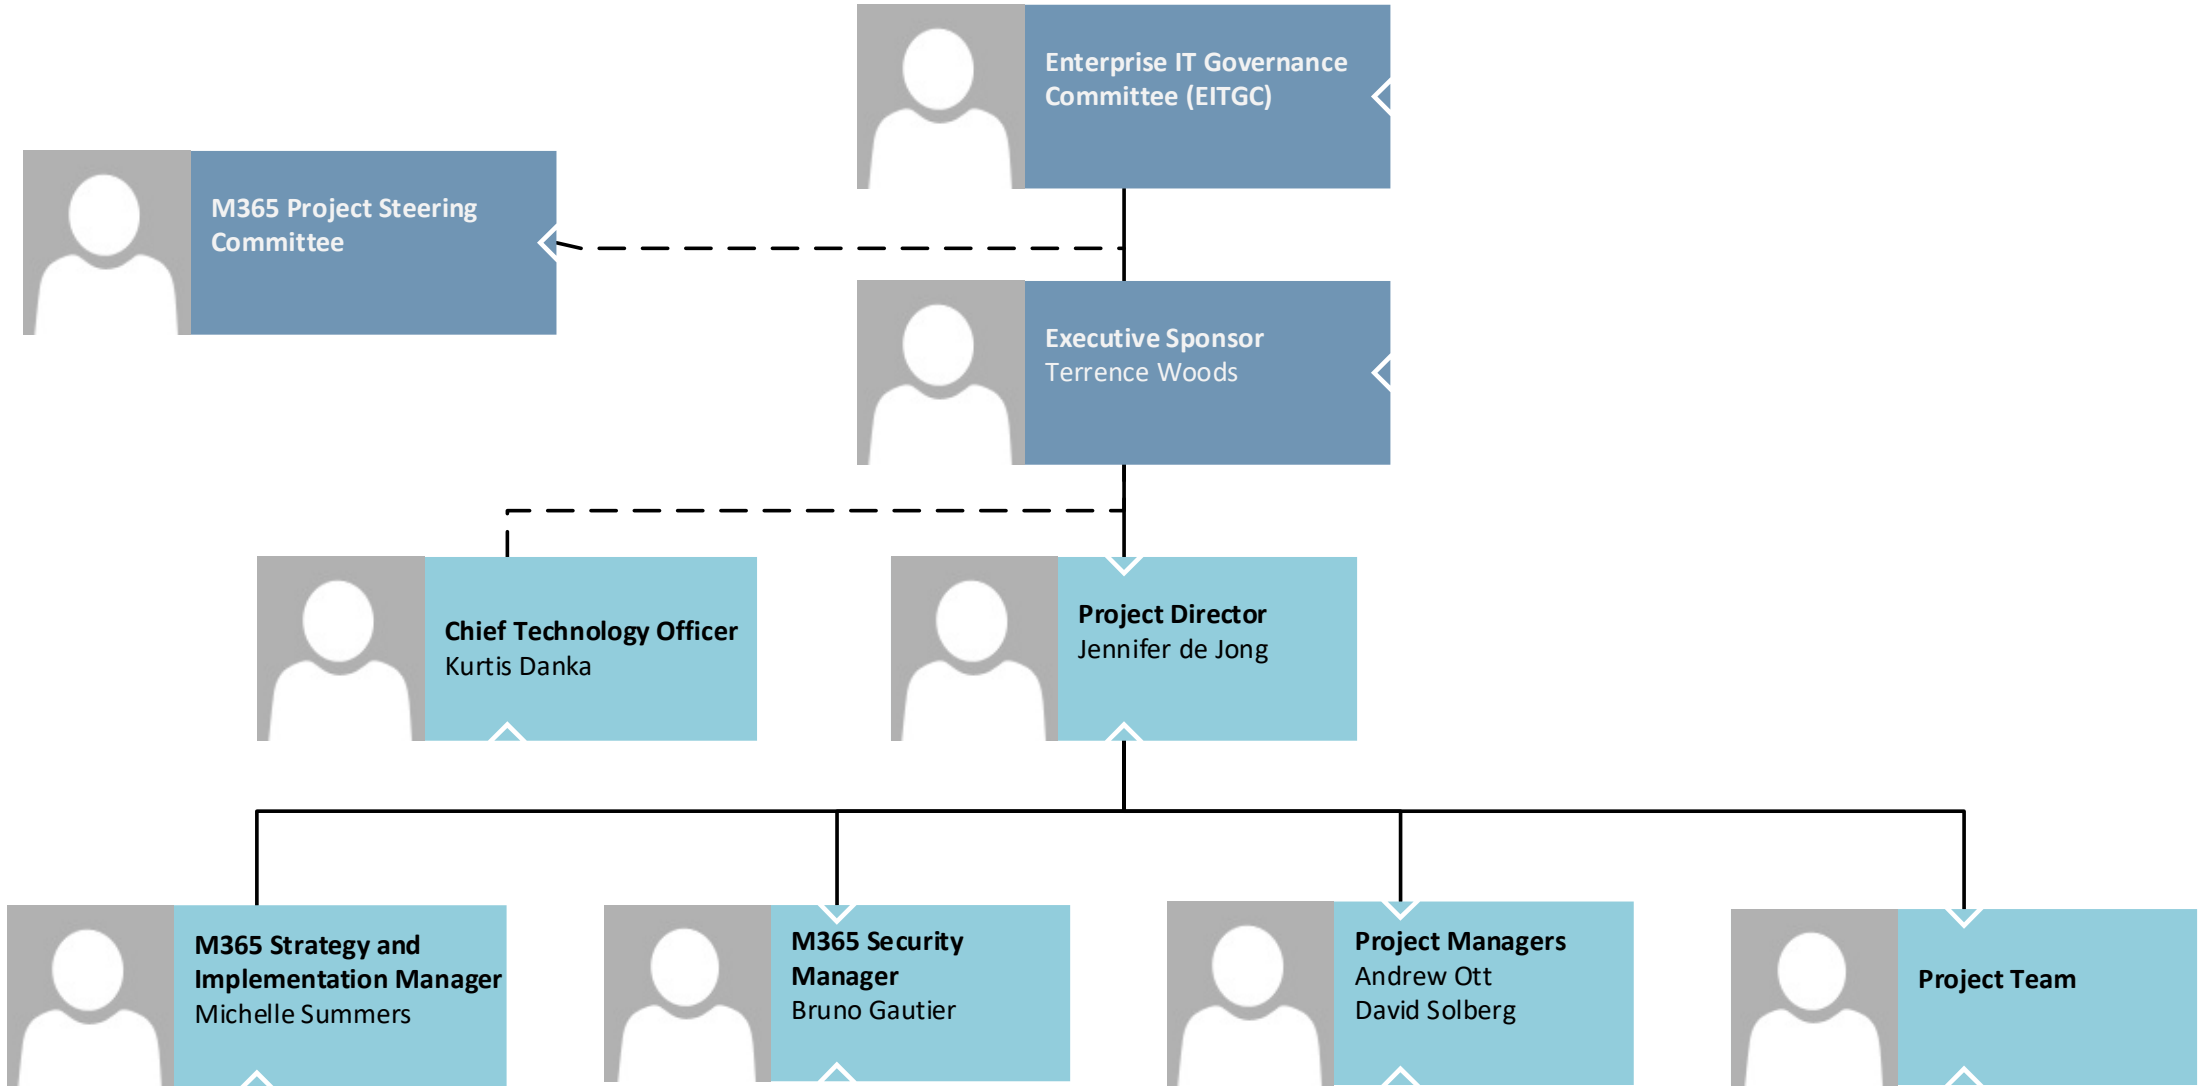 Enterprise IT Governance
Committee (EITGC)
M365 Project Steering
Committee
Executive Sponsor
Terrence Woods
Chief Technology Officer
Kurtis Danka
Project Director
Jennifer de Jong
M365 Strategy and
Implementation Manager
Michelle Summers
M365 Security
Manager
Bruno Gautier
Project Managers
Andrew Ott
David Solberg
Project Team